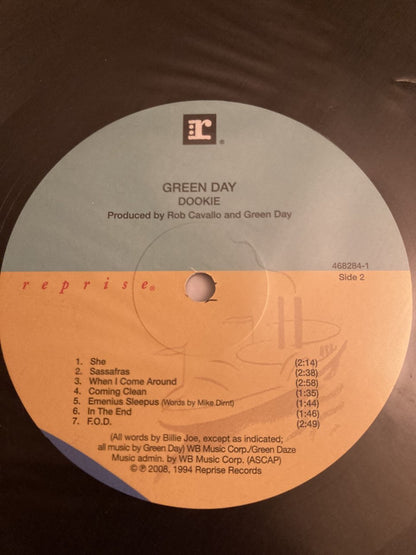 r®
GREEN DAY
DOOKIE
Produced by Rob Cavallo and Green Day
468284-1
Side 2
reprise®
1. She (2:14)
2. Sassafras (2:38)
3. When I Come Around (2:58)
4. Coming Clean (1:35)
5. Emenius Sleepus (Words by Mike Dirnt) (1:44)
6. In The End (1:46)
7. F.O.D. (2:49)
(All words by Billie Joe, except as indicated;
all music by Green Day) WB Music Corp./Green Daze
Music admin. by WB Music Corp. (ASCAP)
© ℗ 2008, 1994 Reprise Records